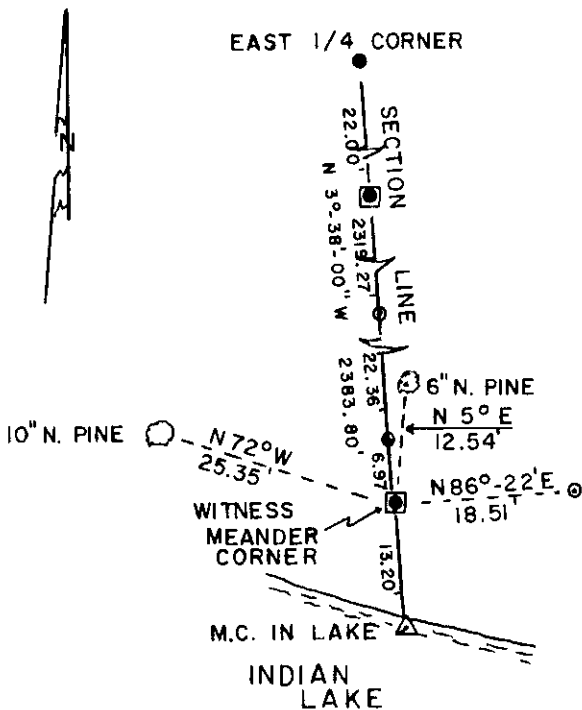 EAST 1/4 CORNER
N
SECTION
22.00'
N 3°-38'-00" W
2319.27'
LINE
22.36'
2383.80'
6" N. PINE
N 5° E
12.54'
10" N. PINE
N 72° W
25.35'
6.97'
N 86°-22' E
18.51'
WITNESS
MEANDER
CORNER
13.20'
M.C. IN LAKE
INDIAN
LAKE